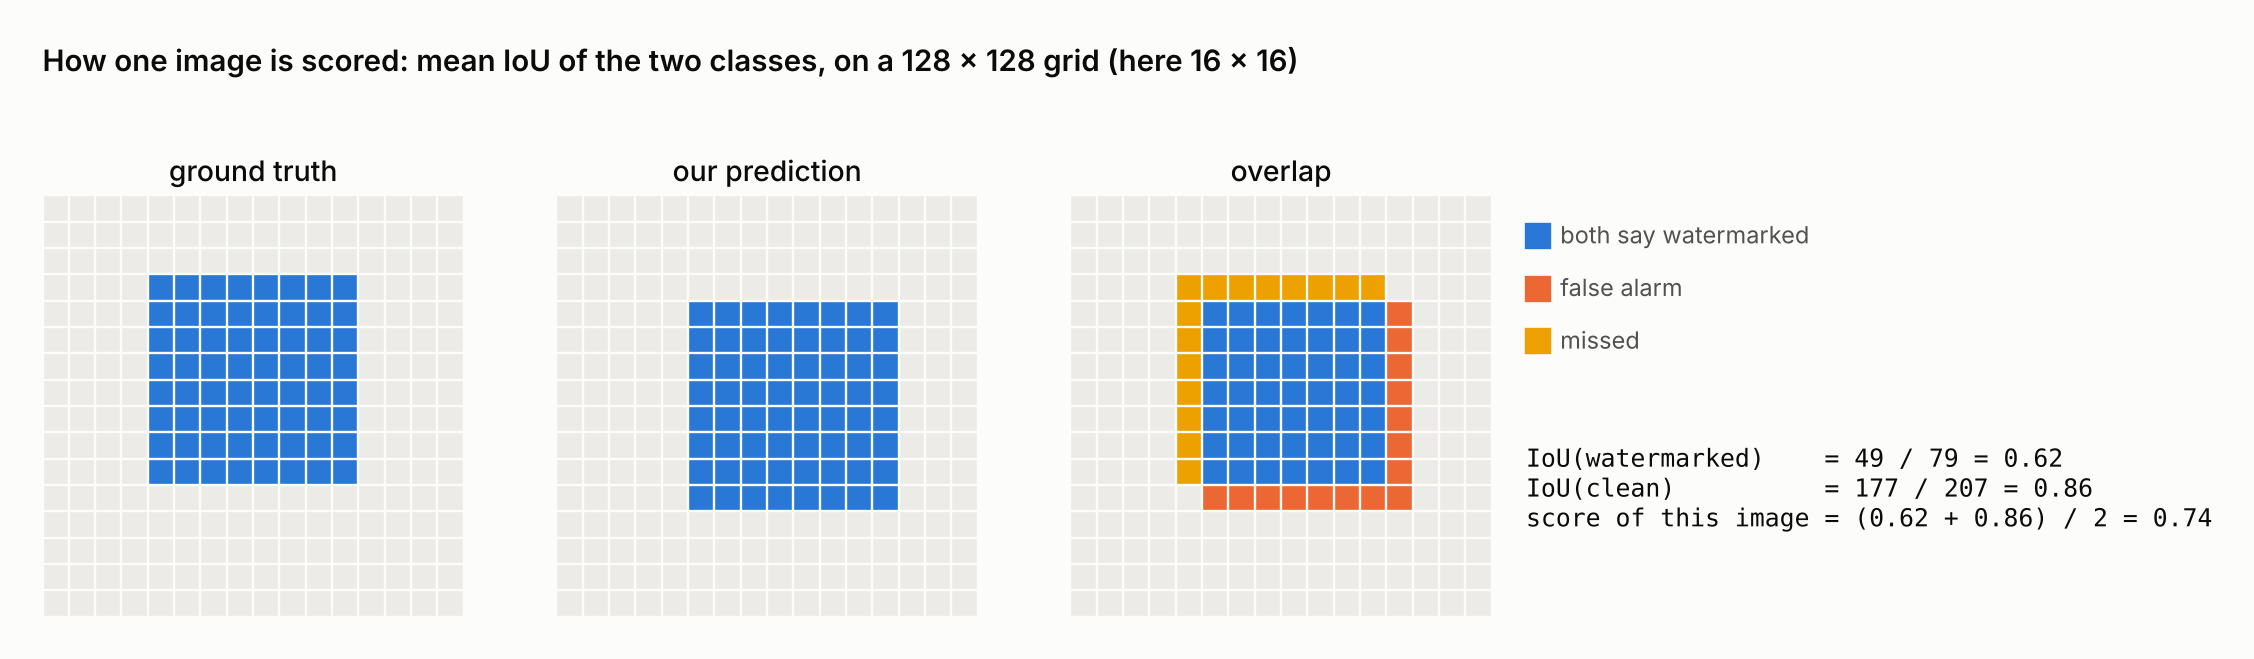 How one image is scored: mean IoU of the two classes, on a 128 × 128 grid (here 16 × 16)
ground truth
our prediction
overlap
both say watermarked
false alarm
missed
IoU(watermarked)    = 49 / 79 = 0.62
IoU(clean)          = 177 / 207 = 0.86
score of this image = (0.62 + 0.86) / 2 = 0.74